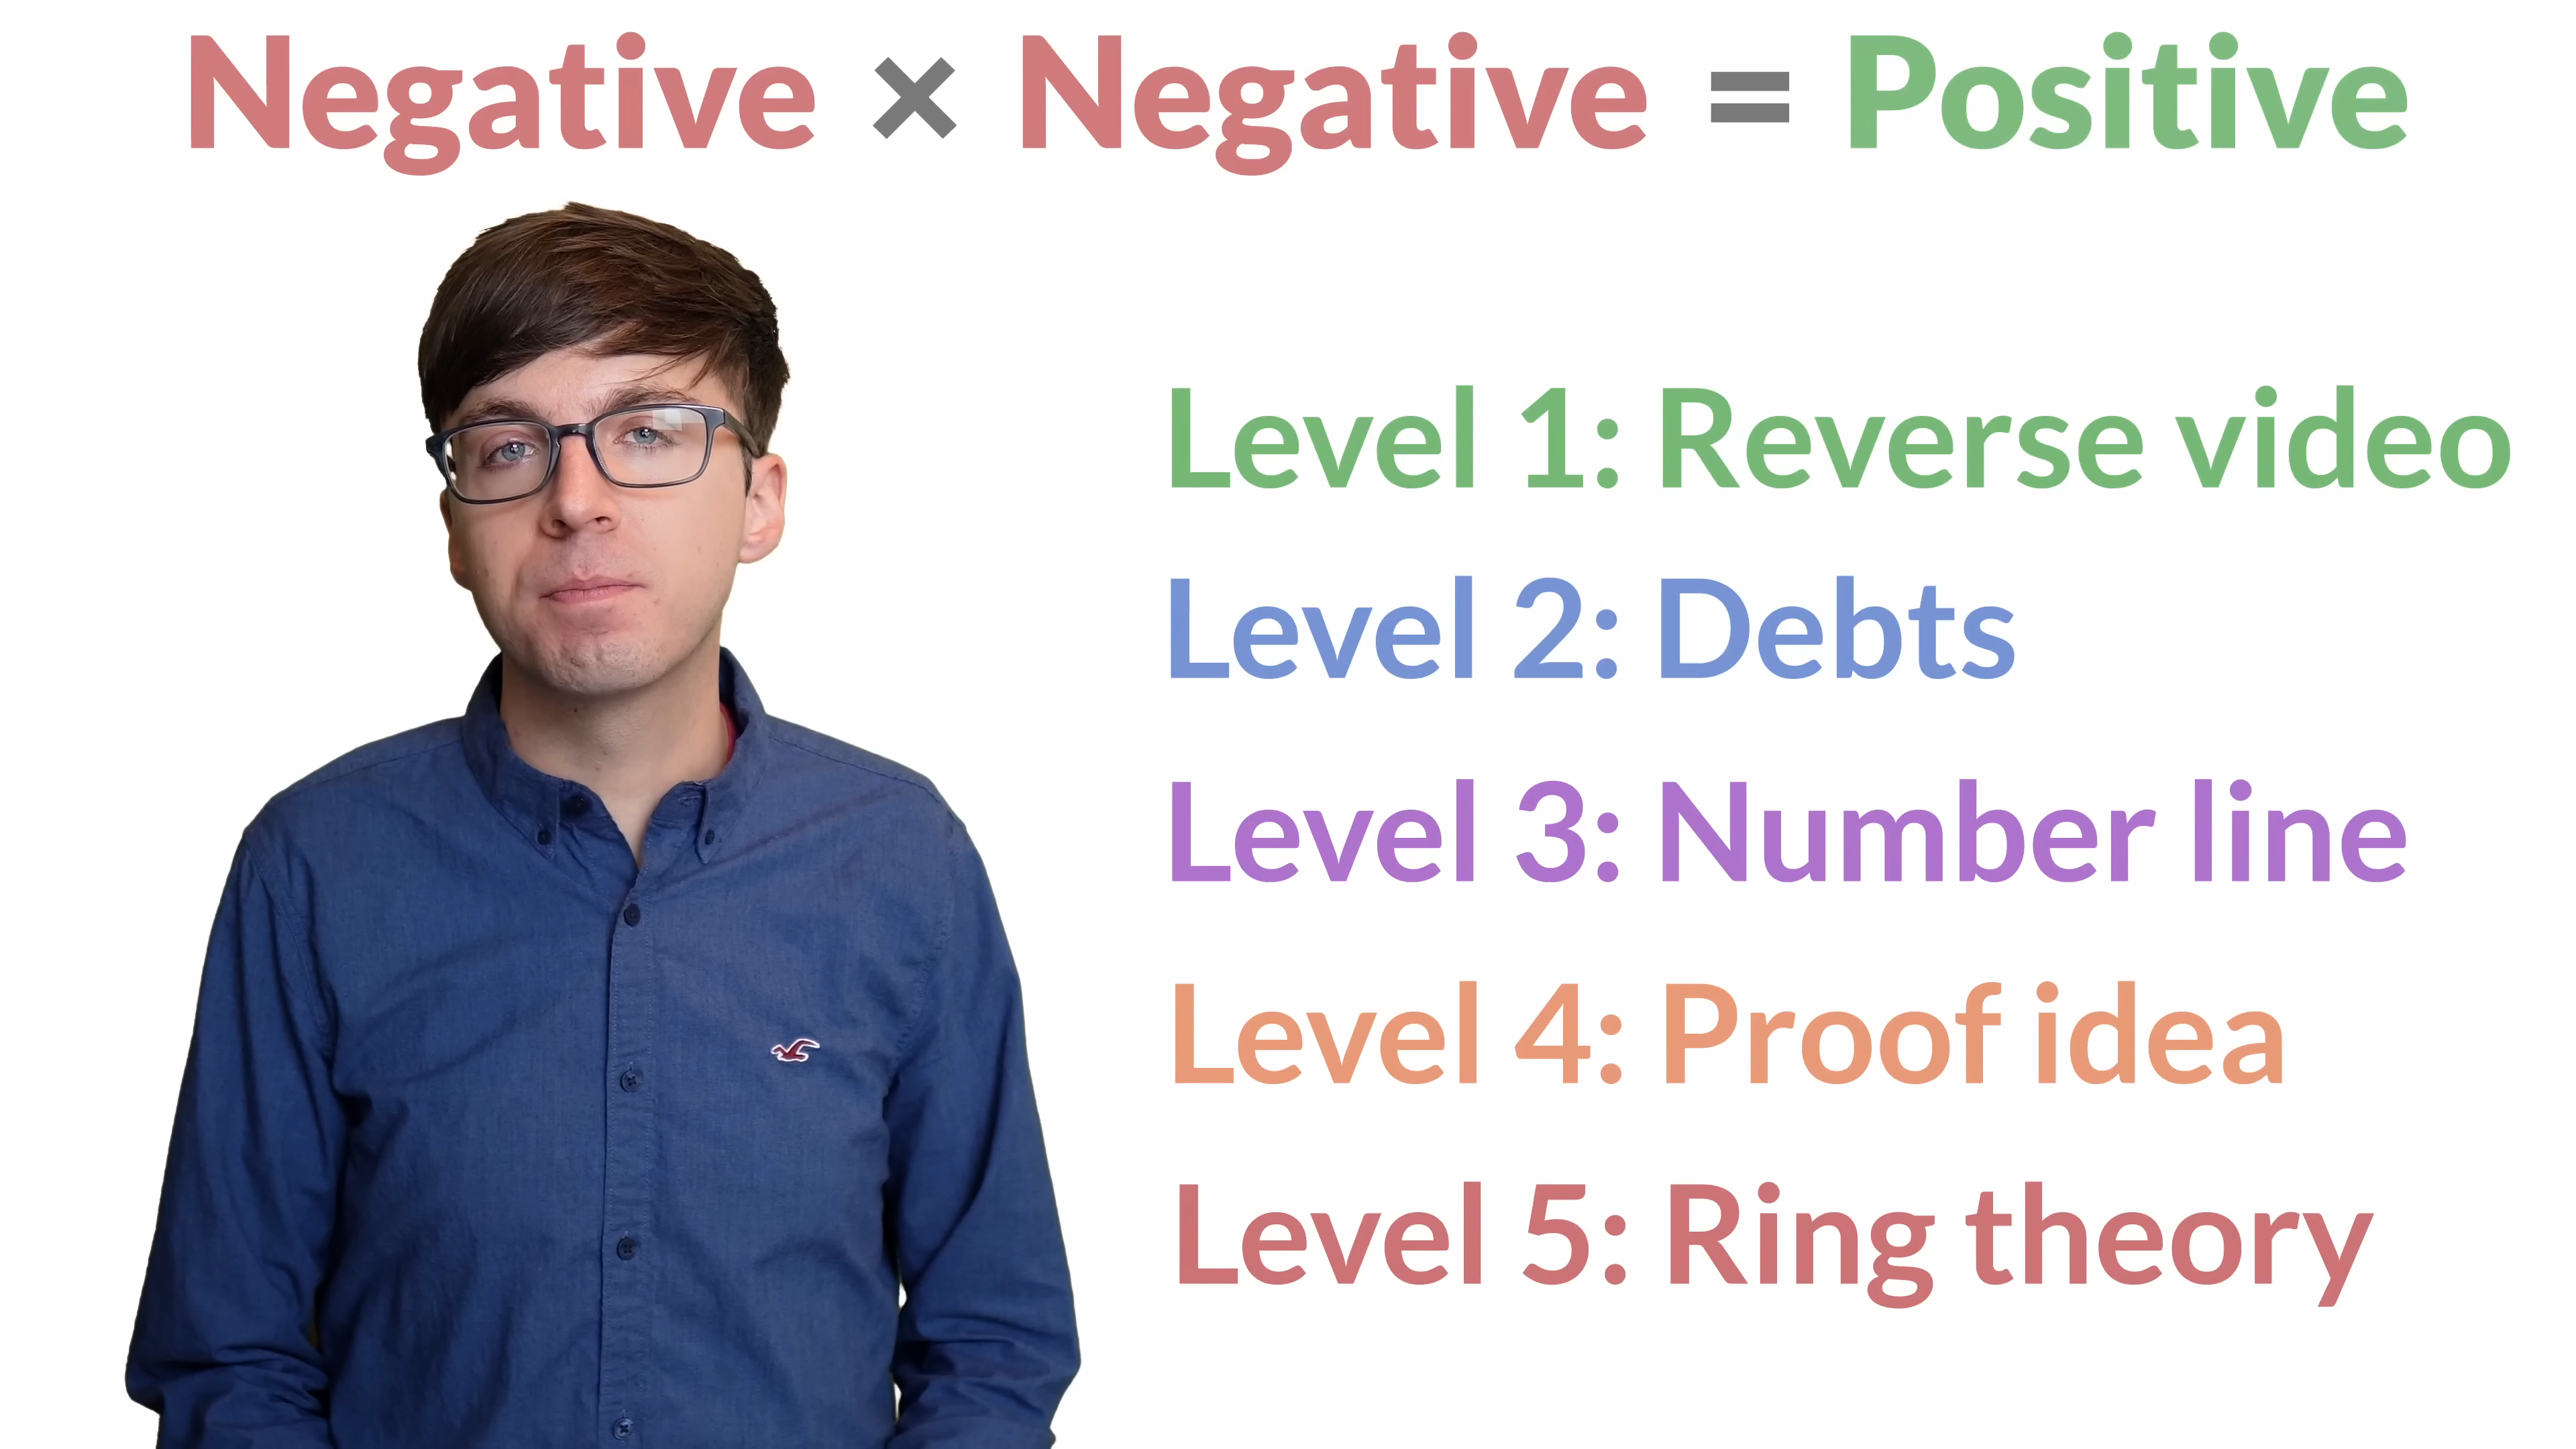 Negative × Negative = Positive
Level 1: Reverse video
Level 2: Debts
Level 3: Number line
Level 4: Proof idea
Level 5: Ring theory